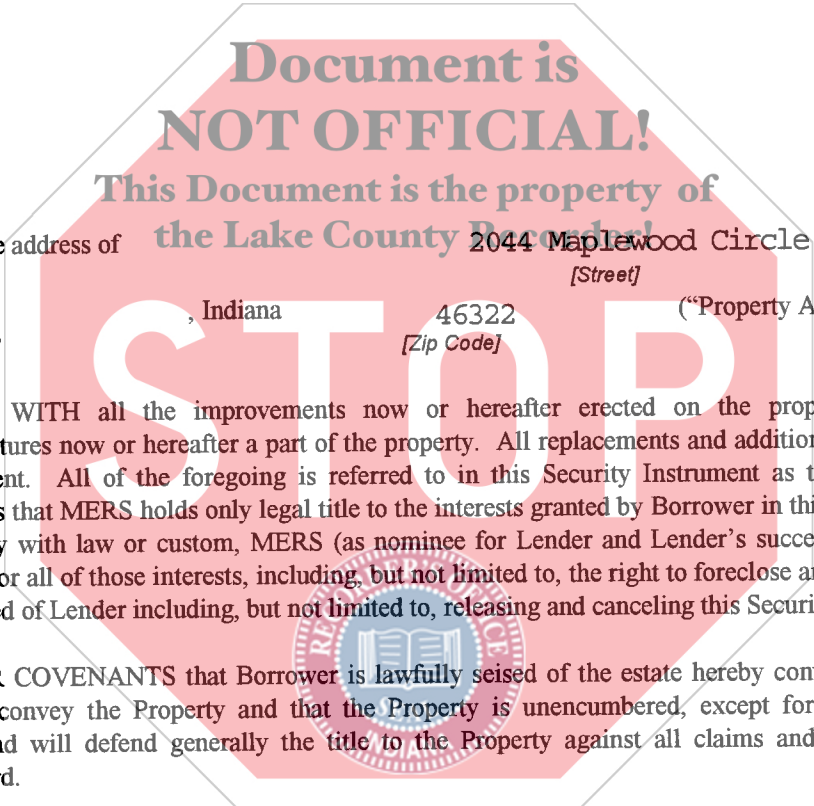 Document is
NOT OFFICIAL!
This Document is the property of
the Lake County Recorder!
e address of 2044 Maplewood Circle
[Street]
, Indiana 46322 ("Property A
[Zip Code]
STOP
WITH all the improvements now or hereafter erected on the prop
tures now or hereafter a part of the property. All replacements and addition
ent. All of the foregoing is referred to in this Security Instrument as t
s that MERS holds only legal title to the interests granted by Borrower in thi
y with law or custom, MERS (as nominee for Lender and Lender's succe
or all of those interests, including, but not limited to, the right to foreclose a
d of Lender including, but not limited to, releasing and canceling this Securi
RECORDER'S OFFICE
SEAL
INDIANA
R COVENANTS that Borrower is lawfully seised of the estate hereby con
convey the Property and that the Property is unencumbered, except for
nd will defend generally the title to the Property against all claims and
rd.